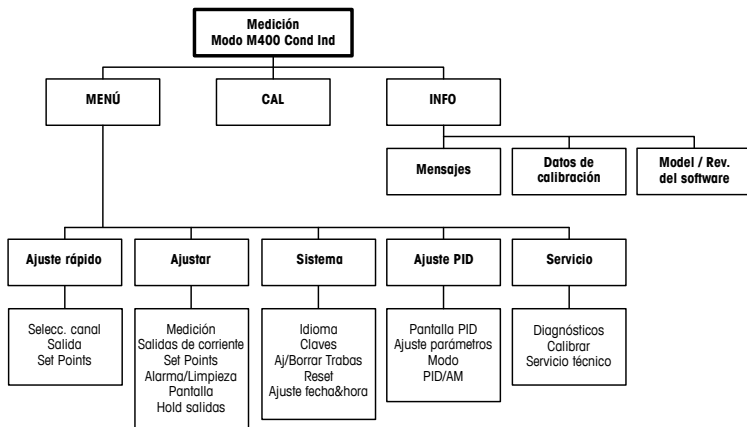 Medición
Modo M400 Cond Ind
MENÚ
CAL
INFO
Mensajes
Datos de
calibración
Model / Rev.
del software
Ajuste rápido
Ajustar
Sistema
Ajuste PID
Servicio
Selecc. canal
Salida
Set Points
Medición
Salidas de corriente
Set Points
Alarma/Limpieza
Pantalla
Hold salidas
Idioma
Claves
Aj/Borrar Trabas
Reset
Ajuste fecha&hora
Pantalla PID
Ajuste parámetros
Modo
PID/AM
Diagnósticos
Calibrar
Servicio técnico